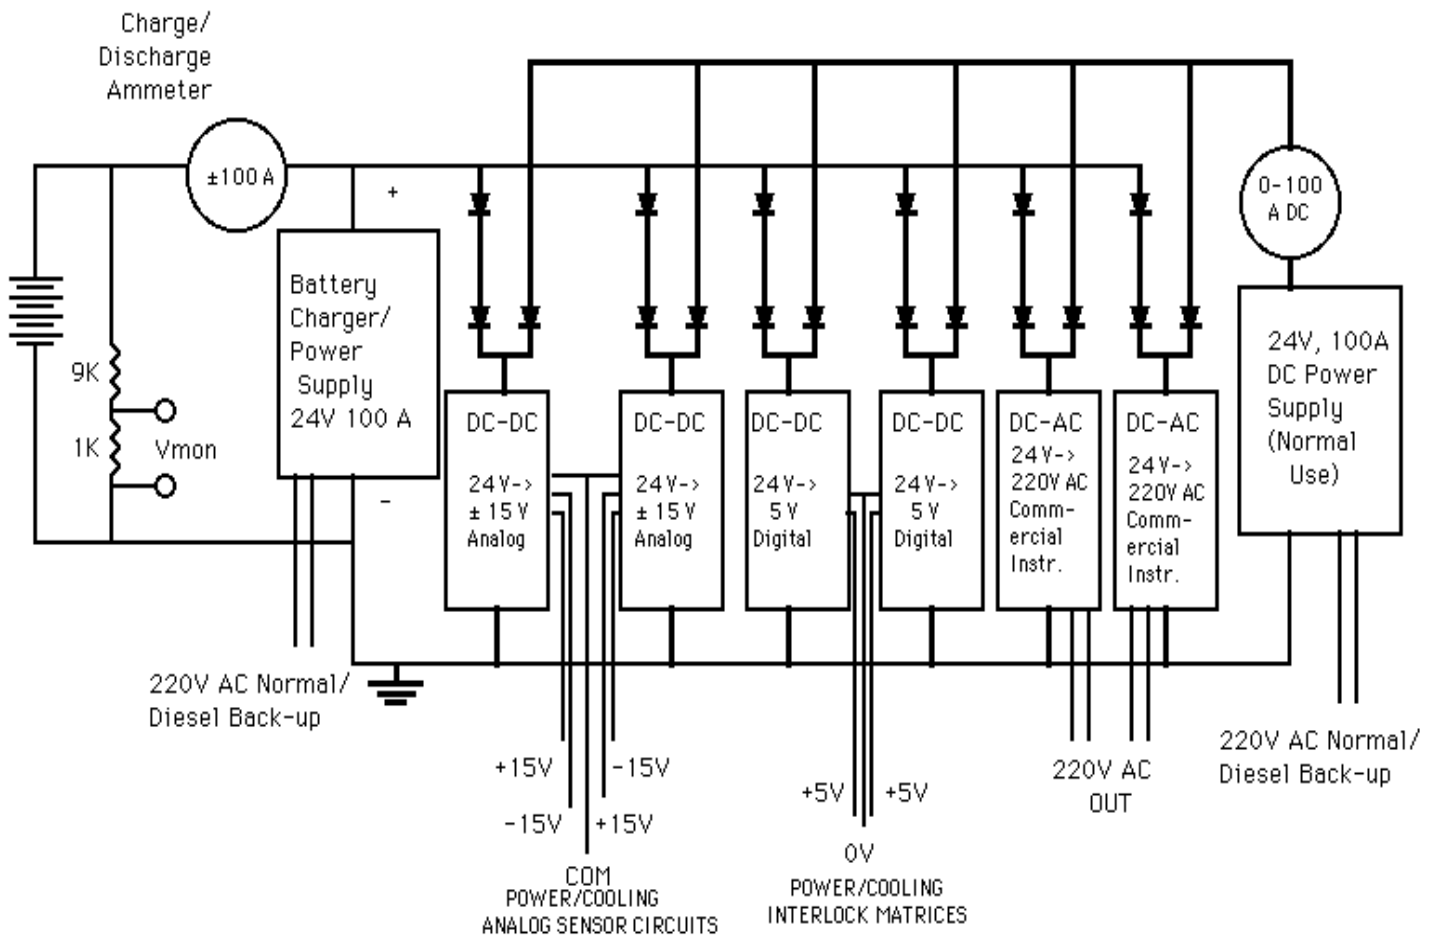 Charge/
Discharge
Ammeter
±100 A
+
0-100
A DC
Battery
Charger/
Power
Supply
24V 100 A
-
9K
1K
Vmon
DC-DC
24V->
± 15 V
Analog
DC-DC
24V->
± 15 V
Analog
DC-DC
24V->
5 V
Digital
DC-DC
24V->
5 V
Digital
DC-AC
24V->
220V AC
Comm-
ercial
Instr.
DC-AC
24V->
220V AC
Comm-
ercial
Instr.
24V, 100A
DC Power
Supply
(Normal
Use)
220V AC Normal/
Diesel Back-up
+15V
-15V
-15V
+15V
COM
POWER/COOLING
ANALOG SENSOR CIRCUITS
+5V
+5V
0V
POWER/COOLING
INTERLOCK MATRICES
220V AC
OUT
220V AC Normal/
Diesel Back-up